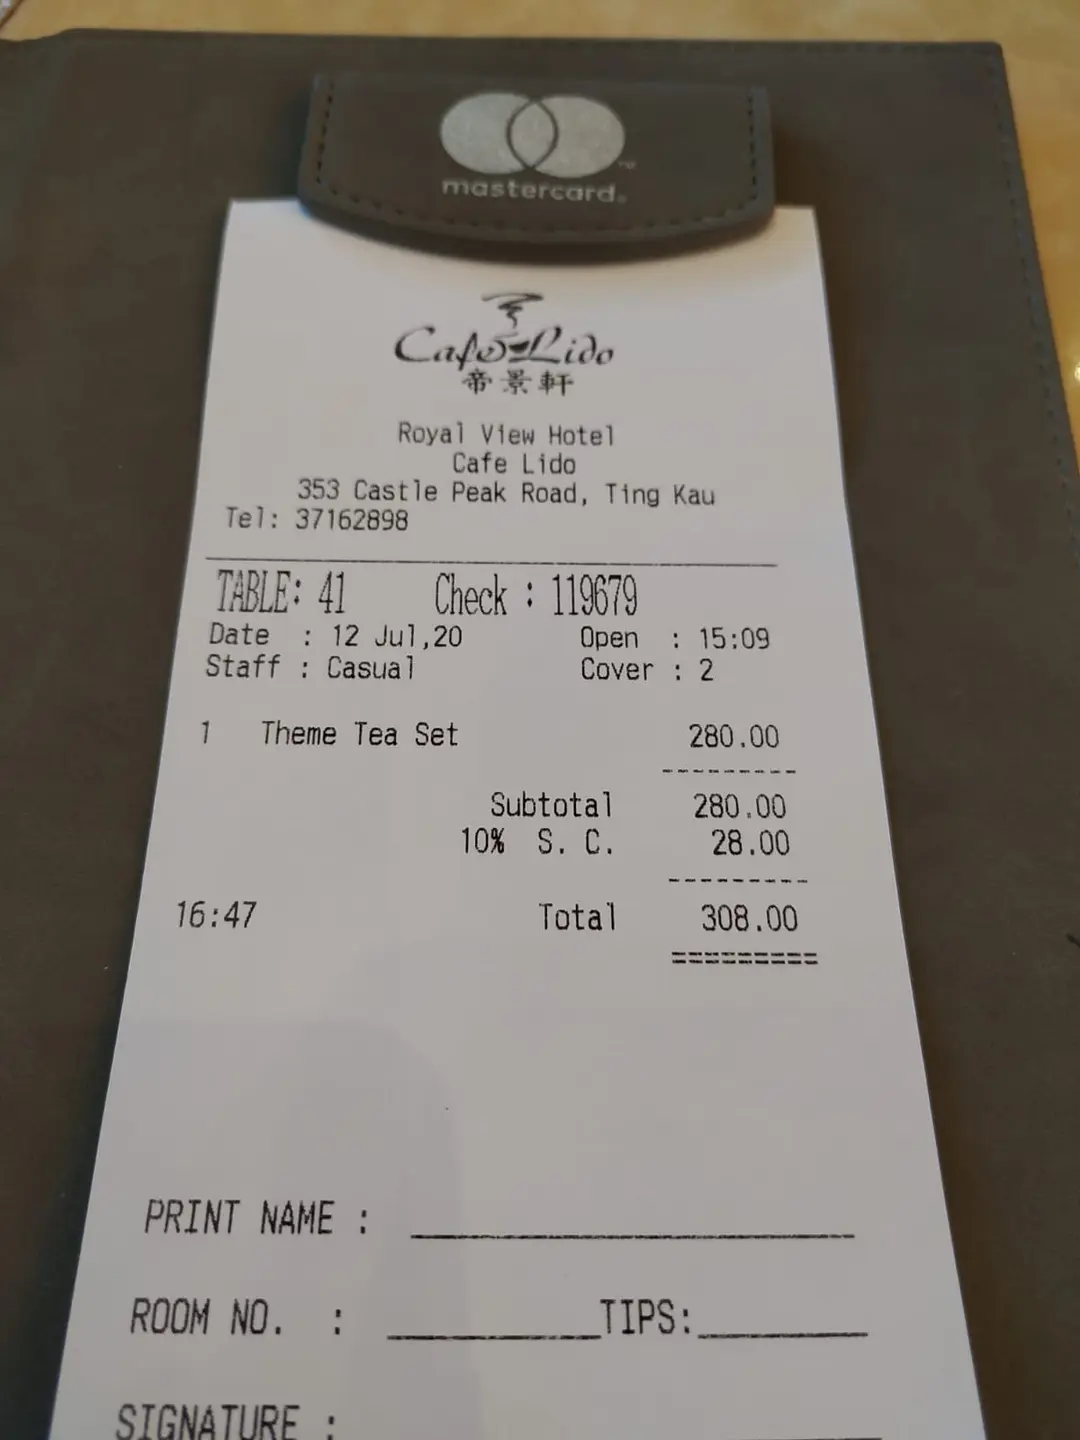 mastercard.
Cafe Lido
帝景軒
Royal View Hotel
Cafe Lido
353 Castle Peak Road, Ting Kau
Tel: 37162898
TABLE: 41 Check : 119679
Date : 12 Jul,20 Open : 15:09
Staff : Casual Cover : 2
1 Theme Tea Set 280.00
Subtotal 280.00
10% S. C. 28.00
16:47 Total 308.00
PRINT NAME :
ROOM NO. : TIPS:
SIGNATURE :